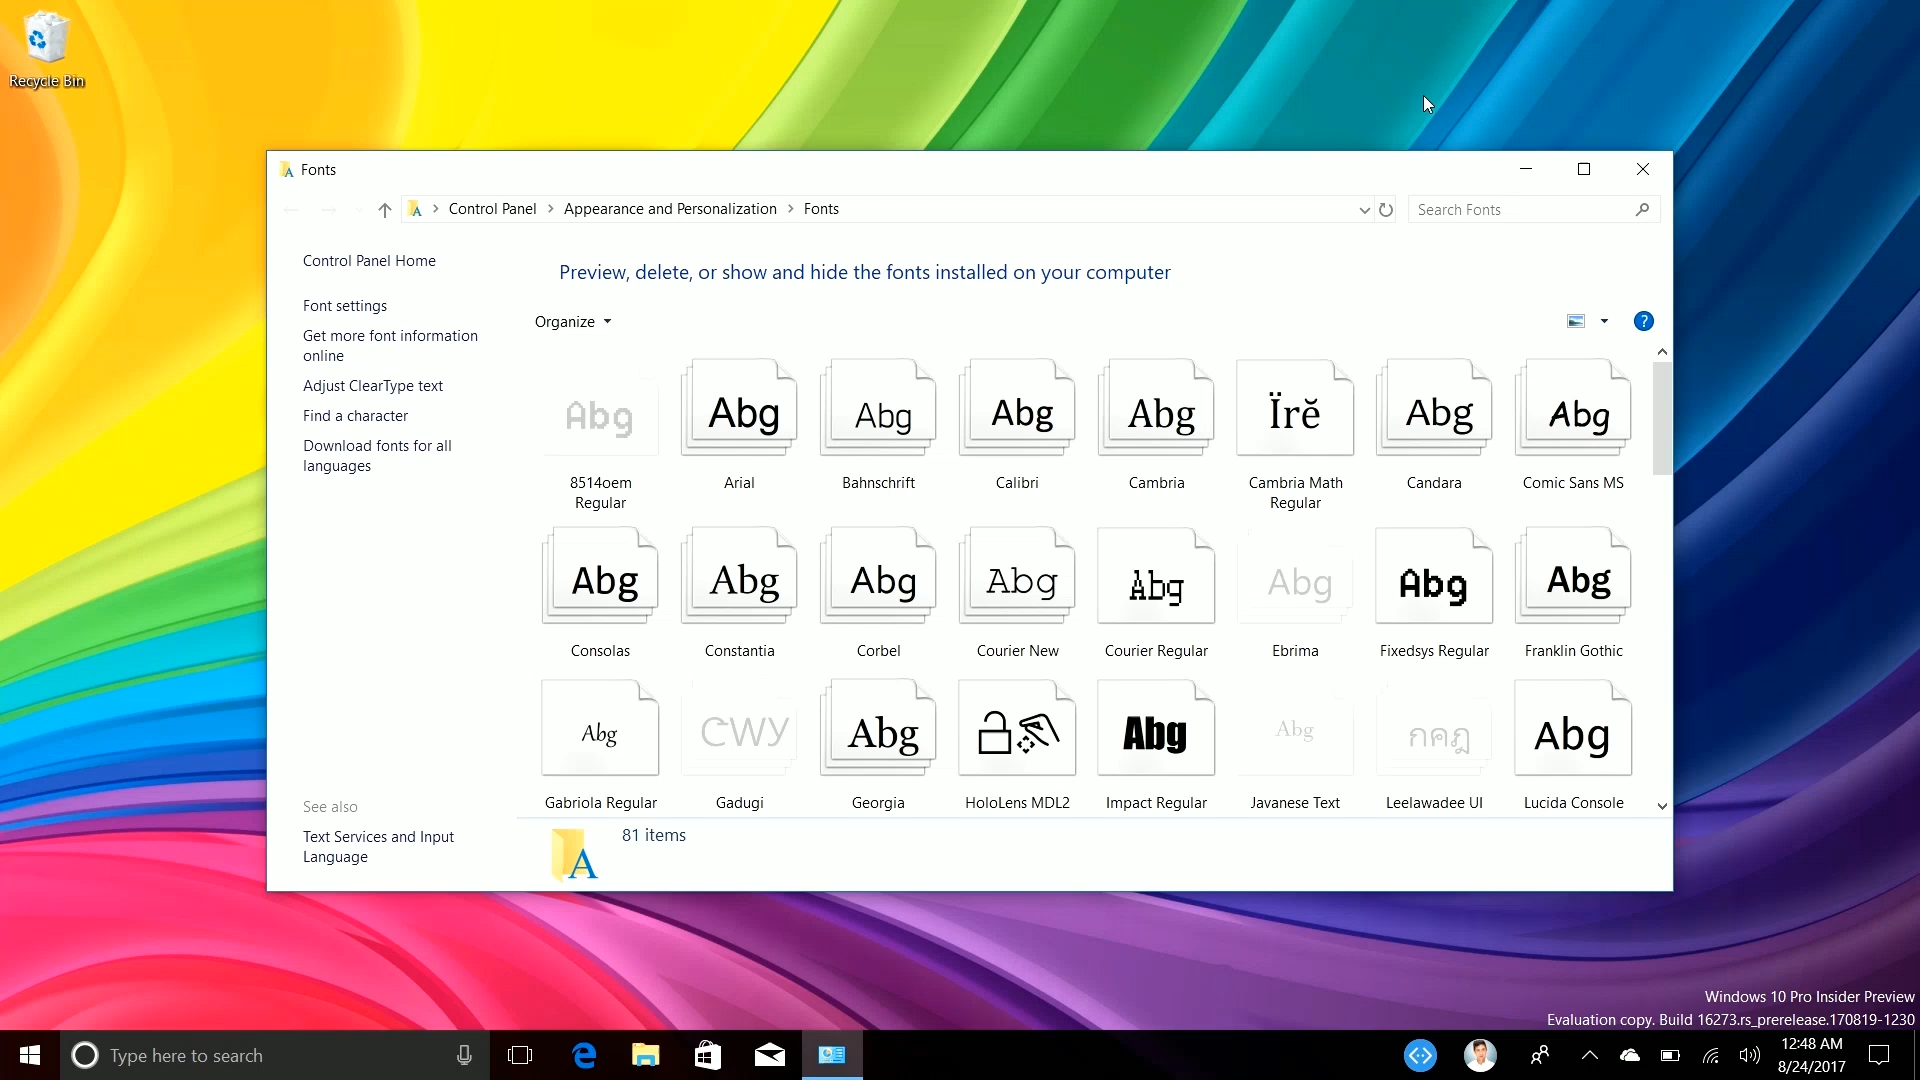 Recycle Bin
Fonts
Control Panel > Appearance and Personalization > Fonts
Search Fonts
Control Panel Home
Font settings
Get more font information
online
Adjust ClearType text
Find a character
Download fonts for all
languages
See also
Text Services and Input
Language
Preview, delete, or show and hide the fonts installed on your computer
Organize
?
Abg Abg Abg Abg Abg Ïrĕ Abg Abg
8514oem Arial Bahnschrift Calibri Cambria Cambria Math Candara Comic Sans MS
Regular Regular
Abg Abg Abg Abg Abg Abg Abg Abg
Consolas Constantia Corbel Courier New Courier Regular Ebrima Fixedsys Regular Franklin Gothic
Abg ᏣᎳᎩ Abg Abg Abg กคฎ Abg
Gabriola Regular Gadugi Georgia HoloLens MDL2 Impact Regular Javanese Text Leelawadee UI Lucida Console
A
81 items
Windows 10 Pro Insider Preview
Evaluation copy. Build 16273.rs_prerelease.170819-1230
Type here to search
12:48 AM
8/24/2017